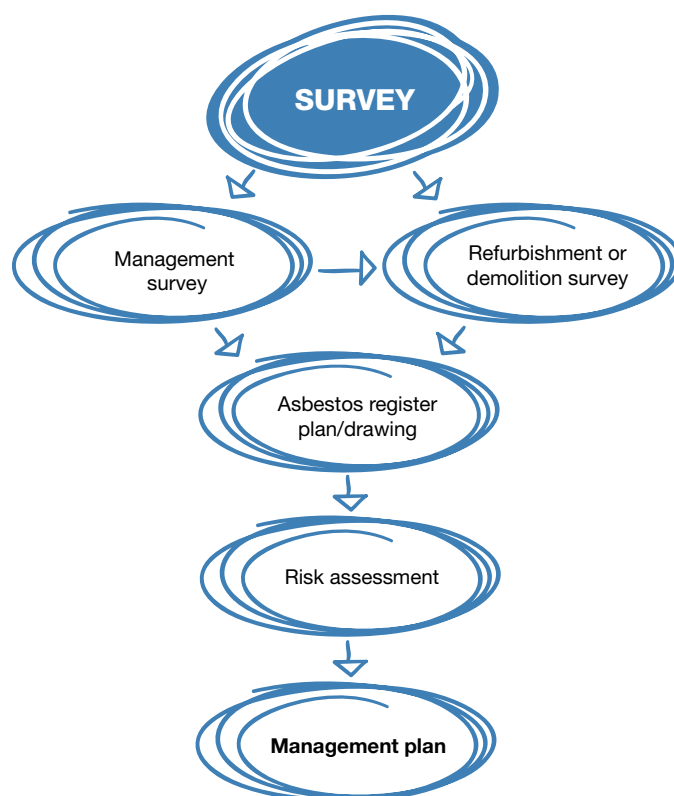 SURVEY
Management
survey
Refurbishment or
demolition survey
Asbestos register
plan/drawing
Risk assessment
Management plan